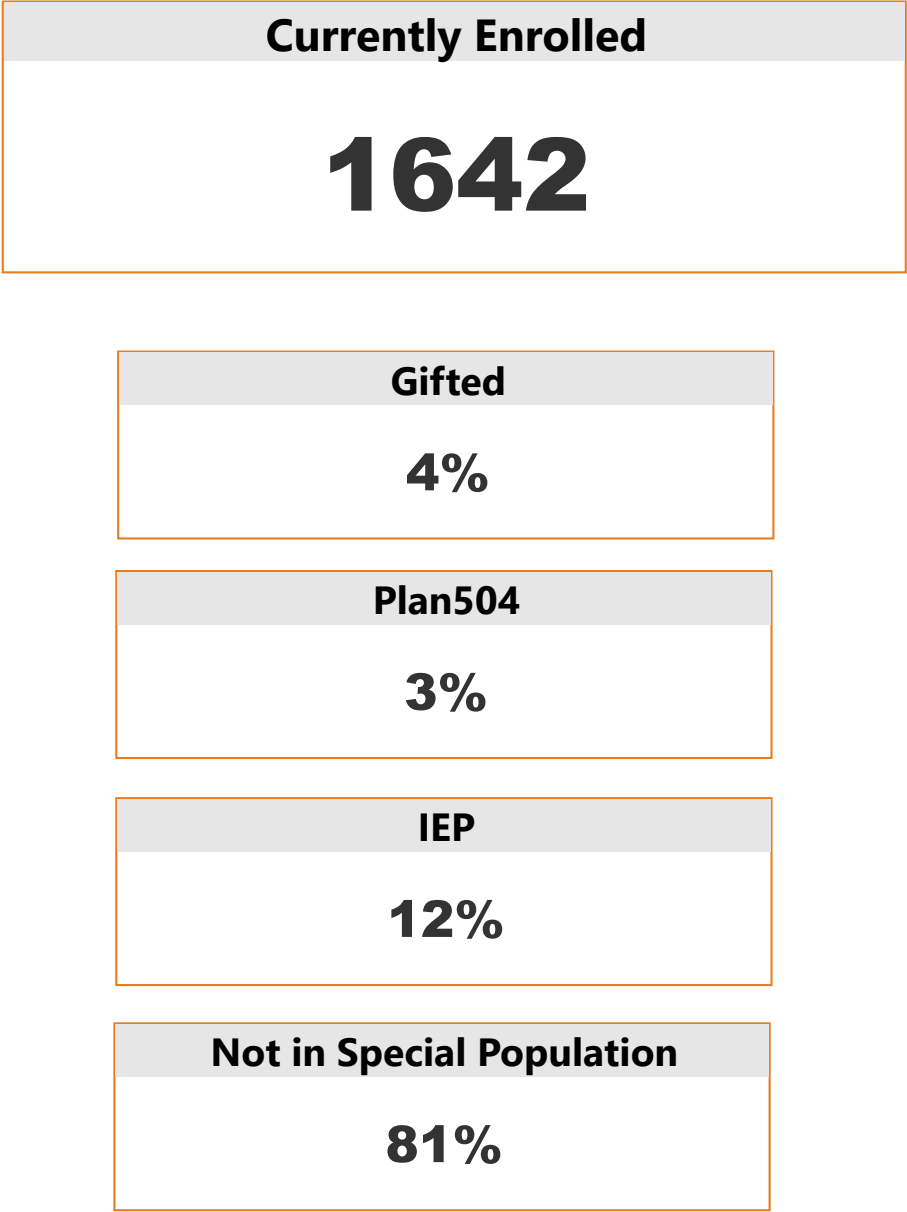 Currently Enrolled
1642
Gifted
4%
Plan504
3%
IEP
12%
Not in Special Population
81%